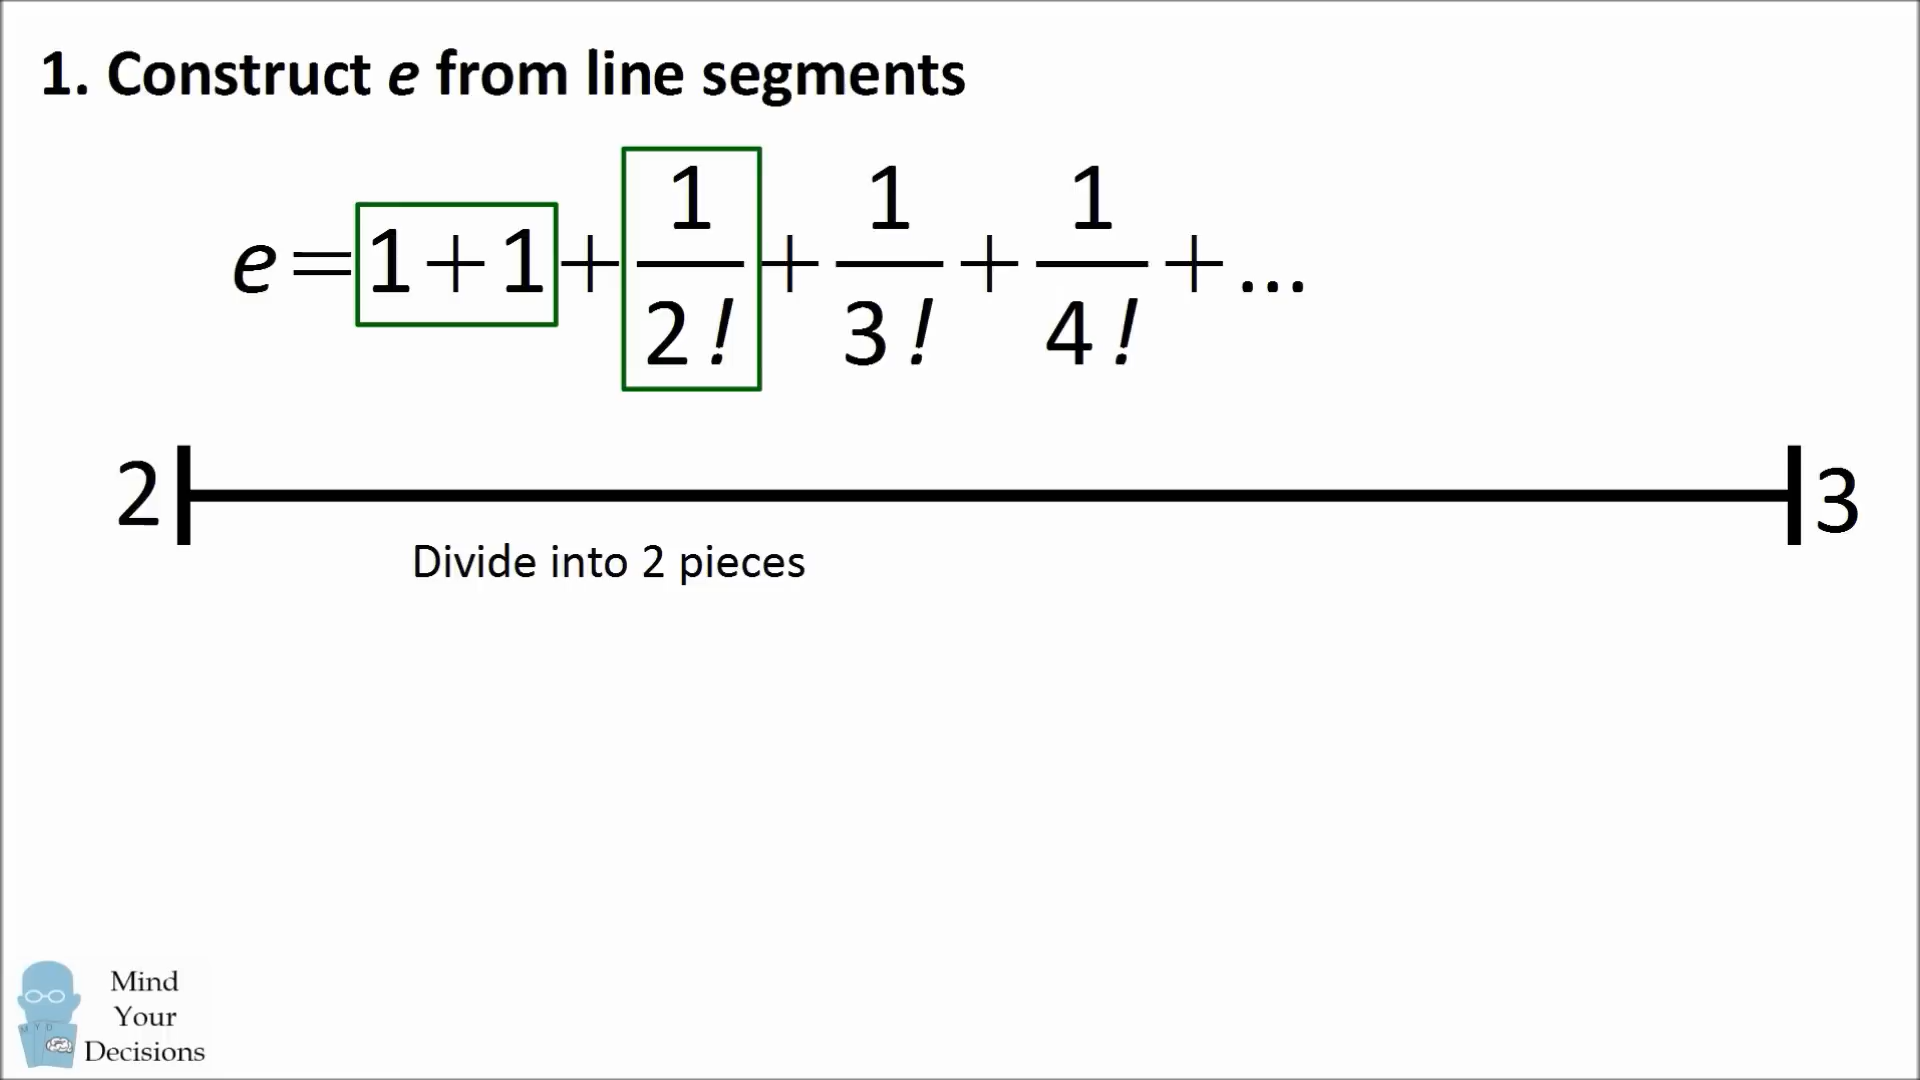 1. Construct e from line segments
e=1+1+1/2!+1/3!+1/4!+...
2 3
Divide into 2 pieces
M Y D
Mind
Your
Decisions